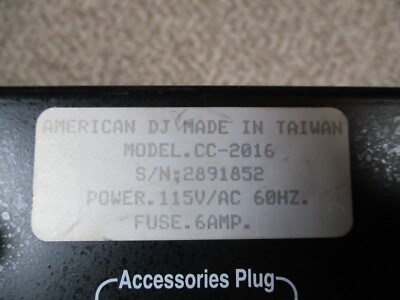 AMERICAN DJ MADE IN TAIWAN
MODEL.CC-2016
S/N;2891852
POWER.115V/AC 60HZ.
FUSE.6AMP.
Accessories Plug